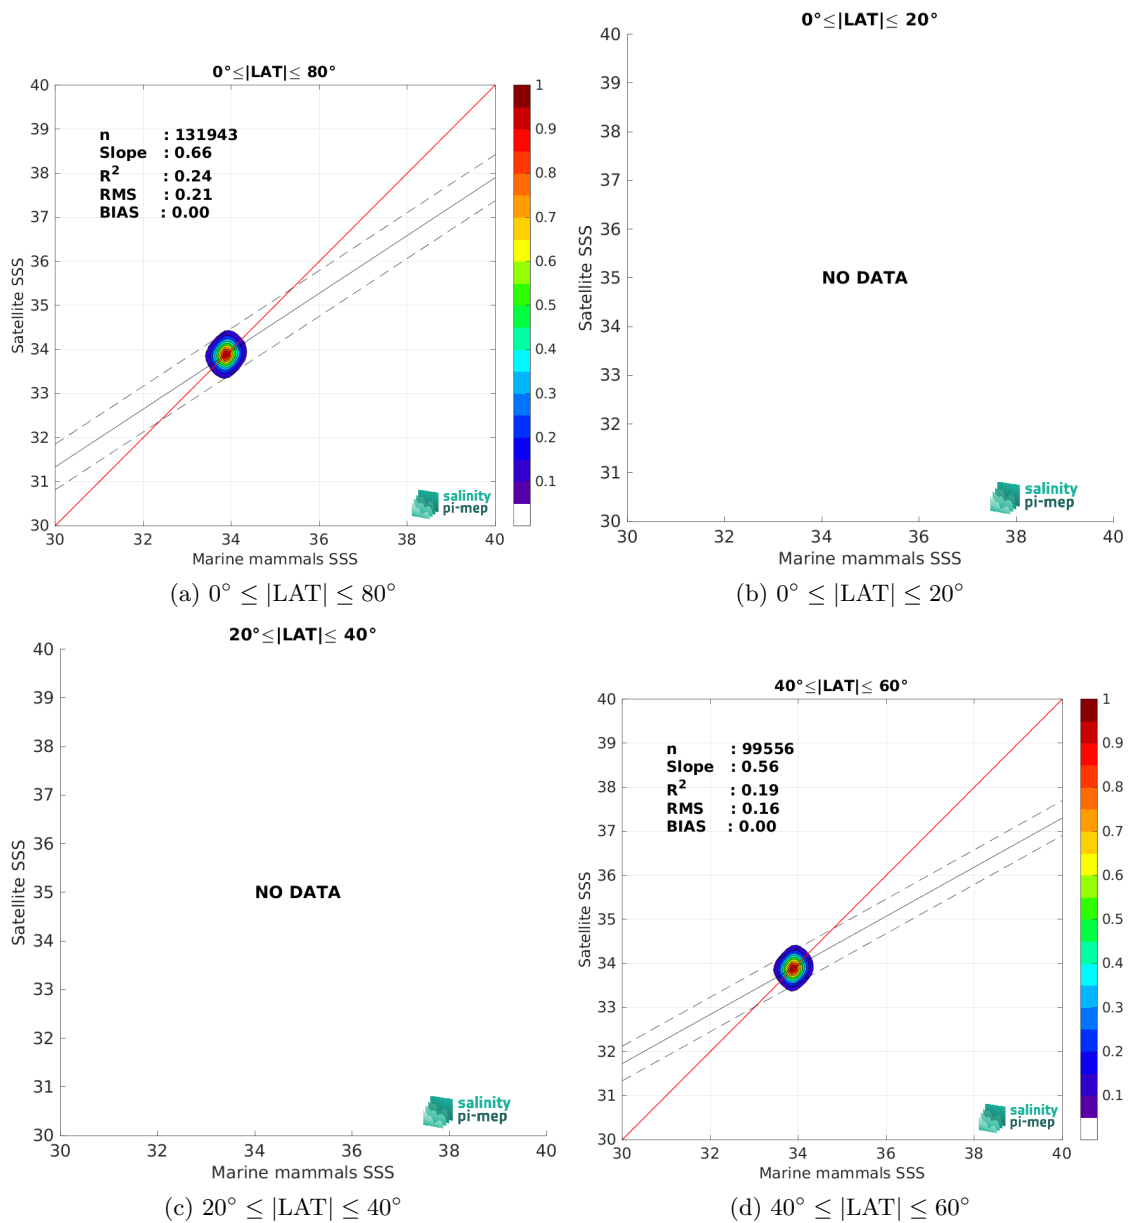 0°≤|LAT|≤ 80°
40
39
38
37
36
35
34
33
32
31
30
Satellite SSS
n : 131943
Slope : 0.66
R2 : 0.24
RMS : 0.21
BIAS : 0.00
1
0.9
0.8
0.7
0.6
0.5
0.4
0.3
0.2
0.1
salinity
pi-mep
30 32 34 36 38 40
Marine mammals SSS
(a) 0° ≤ |LAT| ≤ 80°
0°≤|LAT|≤ 20°
40
39
38
37
36
35
34
33
32
31
30
Satellite SSS
NO DATA
salinity
pi-mep
30 32 34 36 38 40
Marine mammals SSS
(b) 0° ≤ |LAT| ≤ 20°
20°≤|LAT|≤ 40°
40
39
38
37
36
35
34
33
32
31
30
Satellite SSS
NO DATA
salinity
pi-mep
30 32 34 36 38 40
Marine mammals SSS
(c) 20° ≤ |LAT| ≤ 40°
40°≤|LAT|≤ 60°
40
39
38
37
36
35
34
33
32
31
30
Satellite SSS
n : 99556
Slope : 0.56
R2 : 0.19
RMS : 0.16
BIAS : 0.00
1
0.9
0.8
0.7
0.6
0.5
0.4
0.3
0.2
0.1
salinity
pi-mep
30 32 34 36 38 40
Marine mammals SSS
(d) 40° ≤ |LAT| ≤ 60°